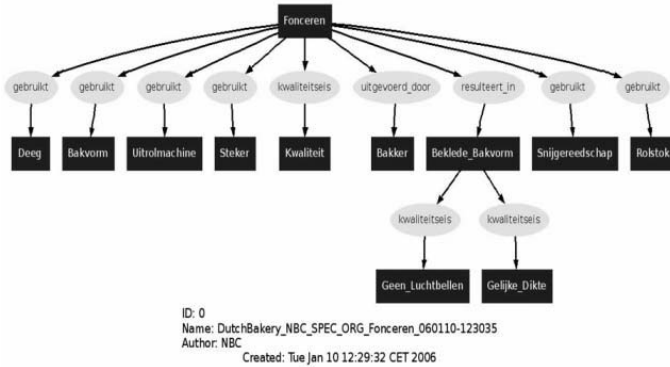 Fonceren
gebruikt gebruikt gebruikt gebruikt kwaliteitseis uitgevoerd_door resulteert_in gebruikt gebruikt
Deeg Bakvorm Uitrolmachine Steker Kwaliteit Bakker Beklede_Bakvorm Snijgereedschap Rolstok
kwaliteitseis kwaliteitseis
Geen_Luchtbellen Gelijke_Dikte
ID: 0
Name: DutchBakery_NBC_SPEC_ORG_Fonceren_060110-123035
Author: NBC
Created: Tue Jan 10 12:29:32 CET 2006